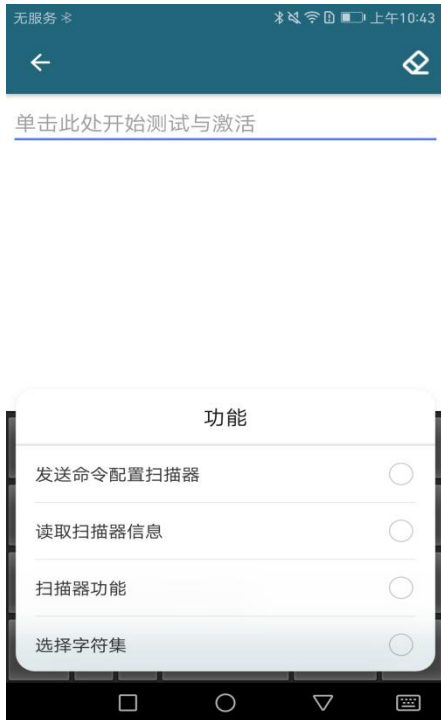 无服务
上午10:43
单击此处开始测试与激活
功能
发送命令配置扫描器
读取扫描器信息
扫描器功能
选择字符集